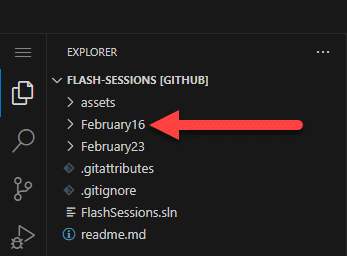 EXPLORER
FLASH-SESSIONS [GITHUB]
assets
February16
February23
.gitattributes
.gitignore
FlashSessions.sln
readme.md